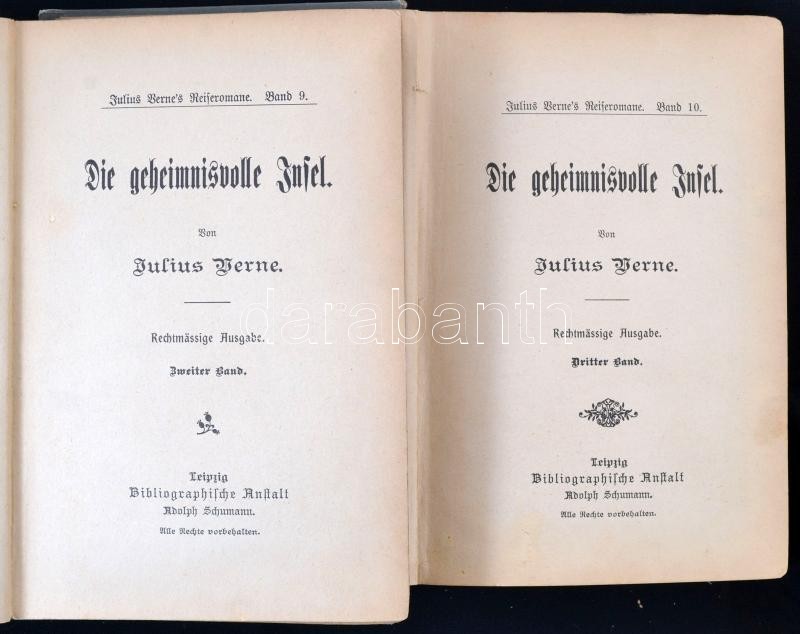 Julius Verne's Reiseromane. Band 9.
Die geheimnisvolle Insel.
Von
Julius Verne.
Rechtmässige Ausgabe.
Zweiter Band.
Leipzig
Bibliographische Anstalt
Adolph Schumann.
Alle Rechte vorbehalten.
Julius Verne's Reiseromane. Band 10.
Die geheimnisvolle Insel.
Von
Julius Verne.
Rechtmässige Ausgabe.
Dritter Band.
Leipzig
Bibliographische Anstalt
Adolph Schumann.
Alle Rechte vorbehalten.
darabanth